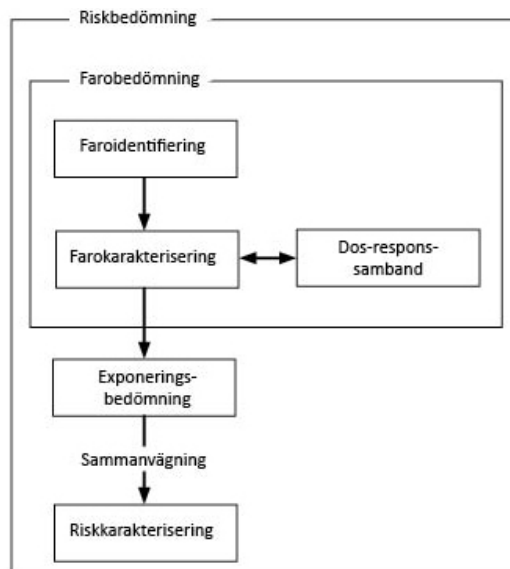 Riskbedömning
Farobedömning
Faroidentifiering
Farokarakterisering
Dos-respons-
samband
Exponerings-
bedömning
Sammanvägning
Riskkarakterisering